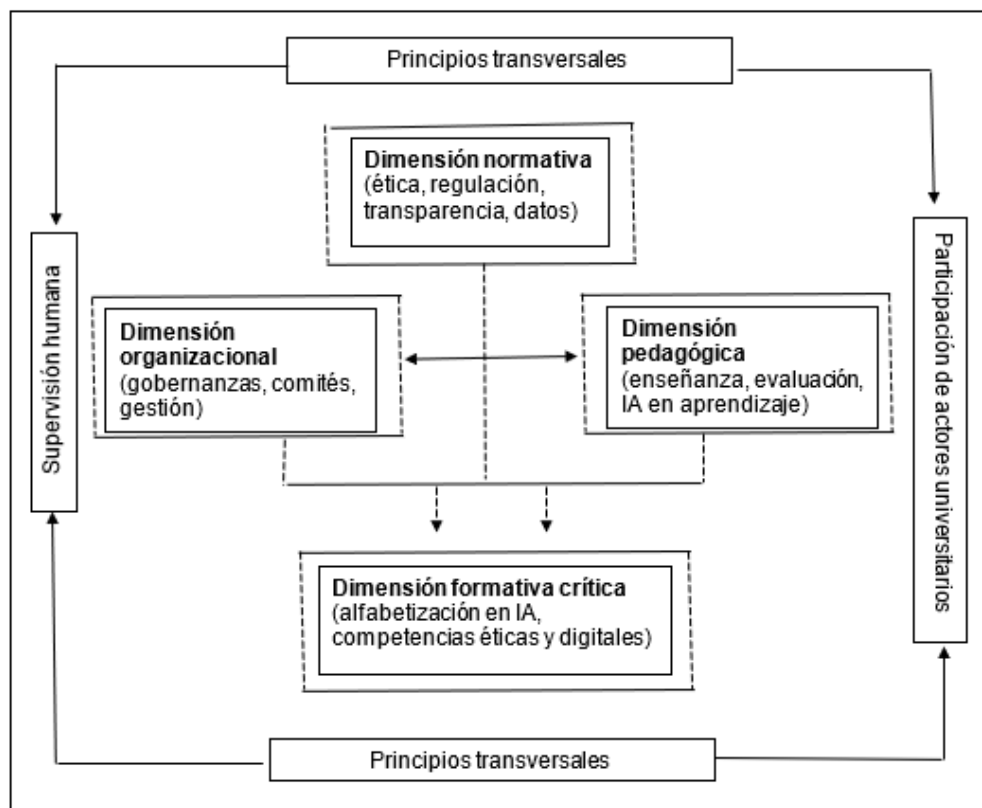 Principios transversales
Dimensión normativa
(ética, regulación,
transparencia, datos)
Supervisión humana
Dimensión
organizacional
(gobernanzas, comités,
gestión)
Dimensión
pedagógica
(enseñanza, evaluación,
IA en aprendizaje)
Participación de actores universitarios
Dimensión formativa crítica
(alfabetización en IA,
competencias éticas y digitales)
Principios transversales